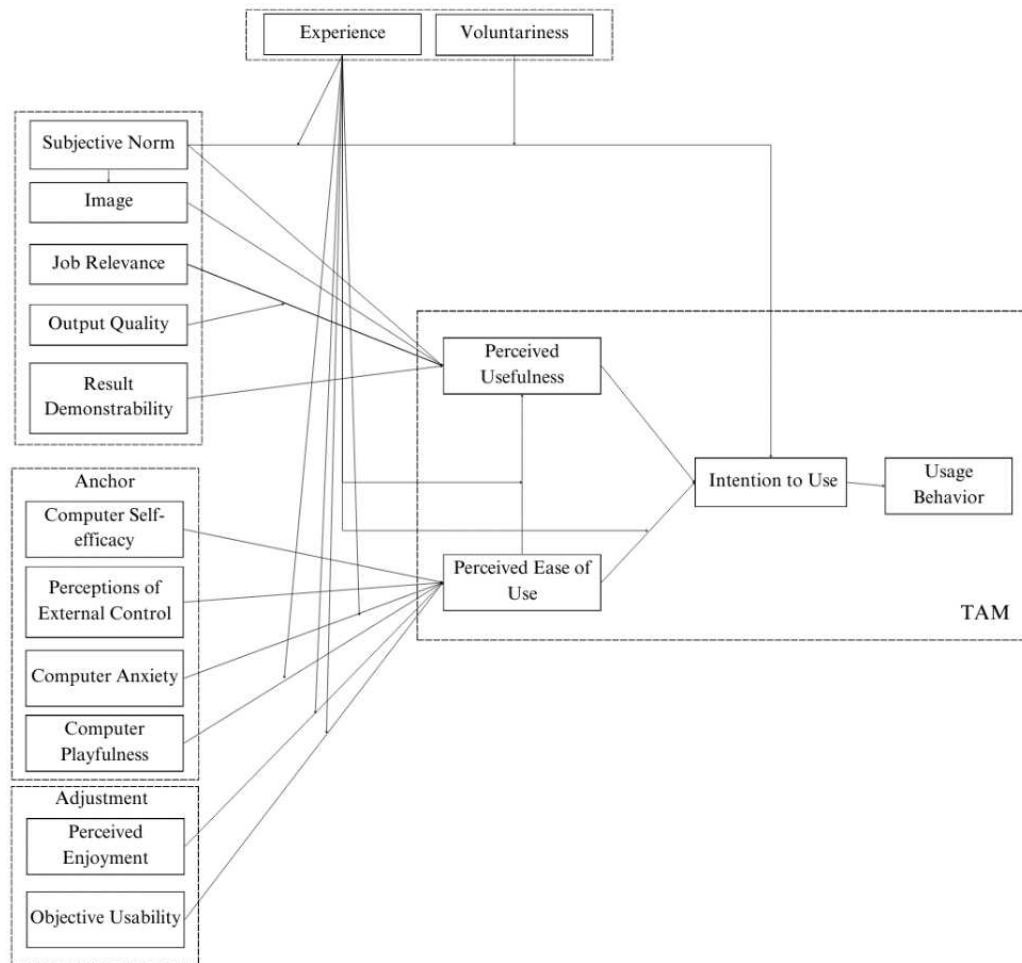 Experience
Voluntariness
Subjective Norm
Image
Job Relevance
Output Quality
Result
Demonstrability
Perceived
Usefulness
Intention to Use
Usage
Behavior
Perceived Ease of
Use
TAM
Anchor
Computer Self-
efficacy
Perceptions of
External Control
Computer Anxiety
Computer
Playfulness
Adjustment
Perceived
Enjoyment
Objective Usability